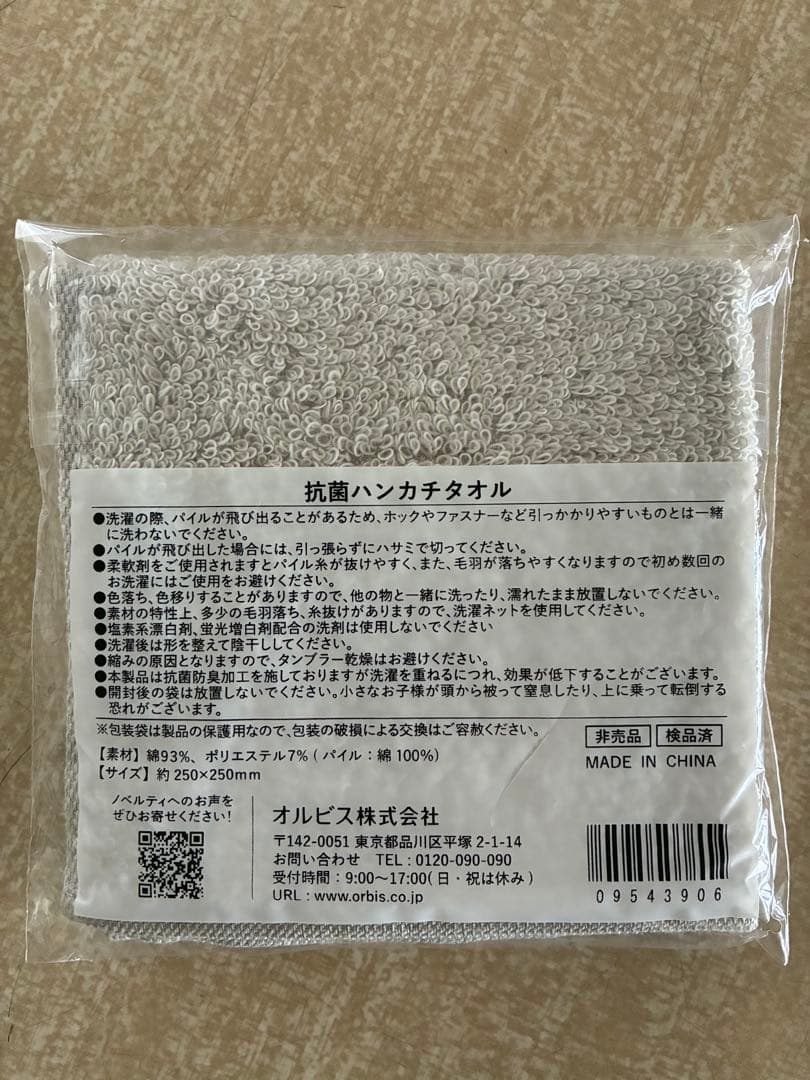 抗菌ハンカチタオル
●洗濯の際、パイルが飛び出ることがあるため、ホックやファスナーなど引っかかりやすいものとは一緒
に洗わないでください。
●パイルが飛び出した場合には、引っ張らずにハサミで切ってください。
●柔軟剤をご使用されますとパイル糸が抜けやすく、また、毛羽が落ちやすくなりますので初め数回の
お洗濯にはご使用をお避けください。
●色落ち、色移りすることがありますので、他の物と一緒に洗ったり、濡れたまま放置しないでください。
●素材の特性上、多少の毛羽落ち、糸抜けがありますので、洗濯ネットを使用してください。
●塩素系漂白剤、蛍光増白剤配合の洗剤は使用しないでください
●洗濯後は形を整えて陰干ししてください。
●縮みの原因となりますので、タンブラー乾燥はお避けください。
●本製品は抗菌防臭加工を施しておりますが洗濯を重ねるにつれ、効果が低下することがございます。
●開封後の袋は放置しないでください。小さなお子様が頭から被って窒息したり、上に乗って転倒する
恐れがございます。
※包装袋は製品の保護用なので、包装の破損による交換はご容赦ください。
【素材】綿93%、ポリエステル7%(パイル:綿100%)
【サイズ】約250×250mm
非売品 検品済
MADE IN CHINA
ノベルティへのお声を
ぜひお寄せください!
オルビス株式会社
〒142-0051 東京都品川区平塚 2-1-14
お問い合わせ TEL:0120-090-090
受付時間:9:00〜17:00(日・祝は休み)
URL:www.orbis.co.jp
09543906